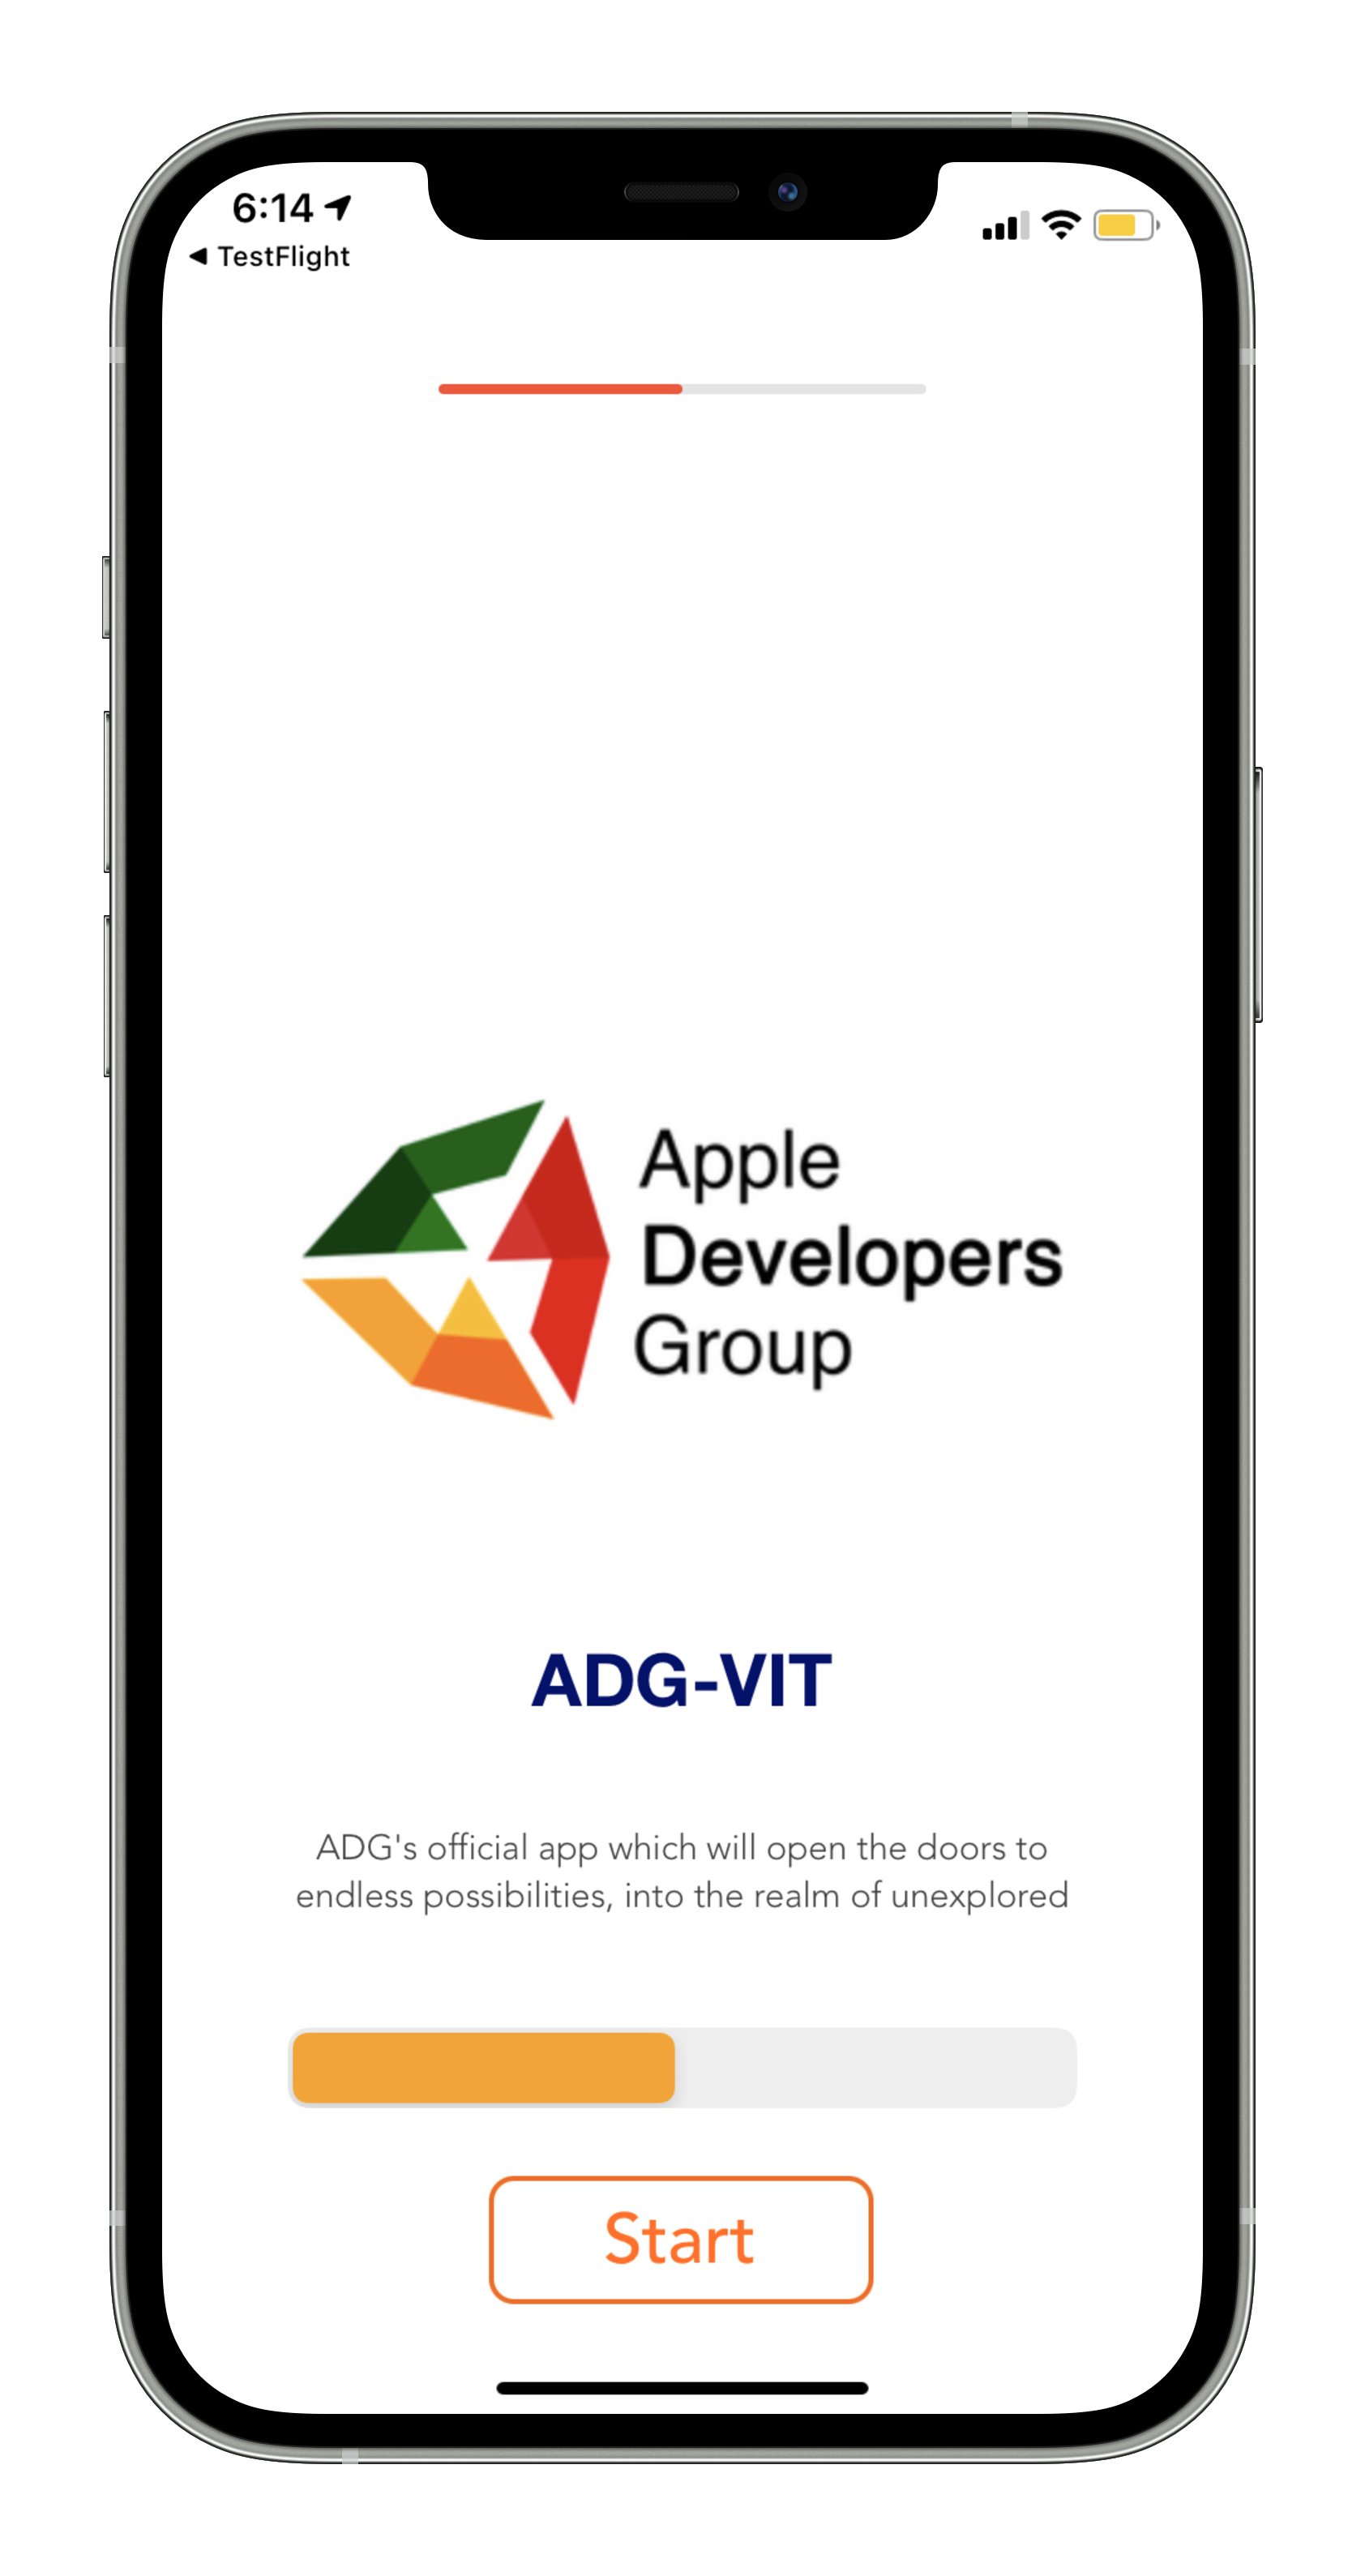 6:14
TestFlight
Apple
Developers
Group
ADG-VIT
ADG's official app which will open the doors to
endless possibilities, into the realm of unexplored
Start